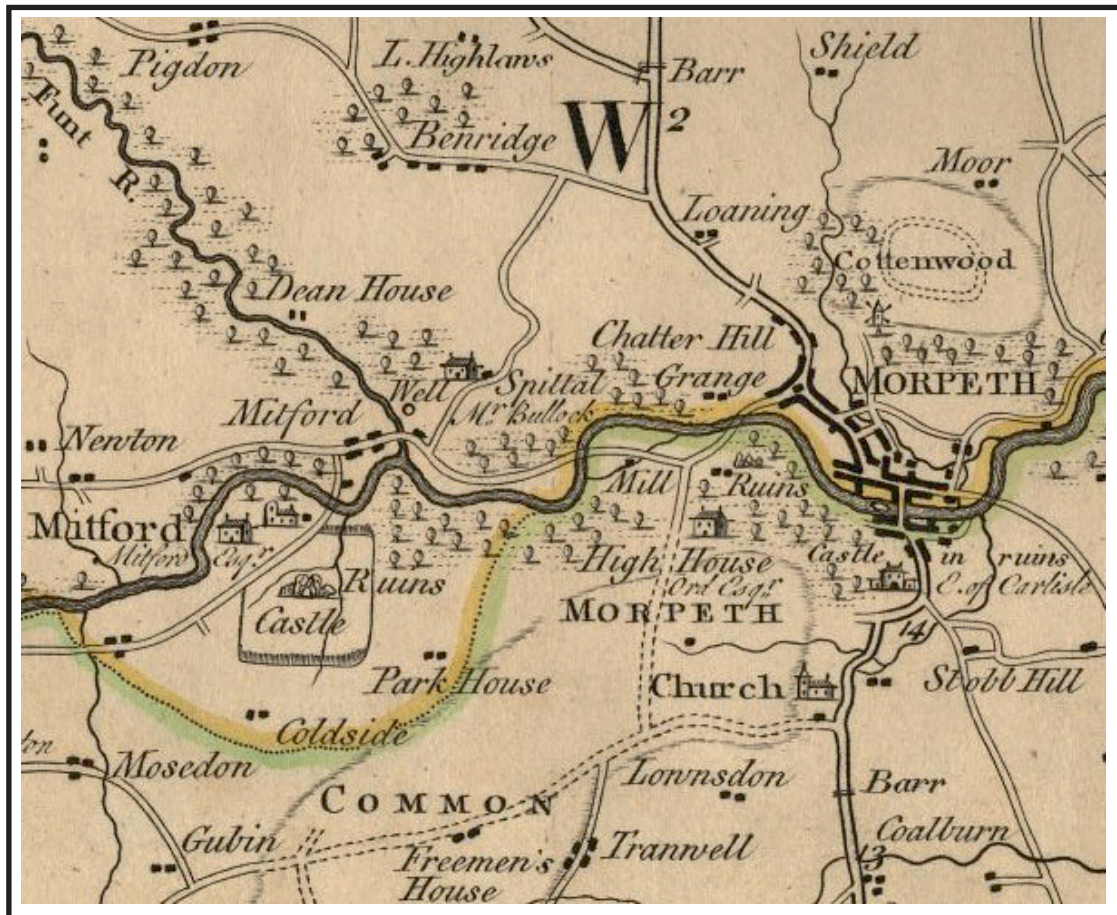 Pigdon
L. Highlaws
Barr
Shield
Funt R.
Benridge
W
2
Moor
Loaning
Cottenwood
Dean House
Chatter Hill
Well
Spittal
Grange
MORPETH
Mitford
Mr. Bullock
Newton
Mill
Ruins
Mitford
Mitford Esqr.
High House
Castle in ruins
Ruins
Ord Esqr.
E. of Carlisle
Castle
MORPETH
14
Park House
Church
Stobb Hill
Coldside
ton
Mosedon
Lownsdon
COMMON
Barr
Gubin
Freemen's
House
Tranwell
Coalburn
13